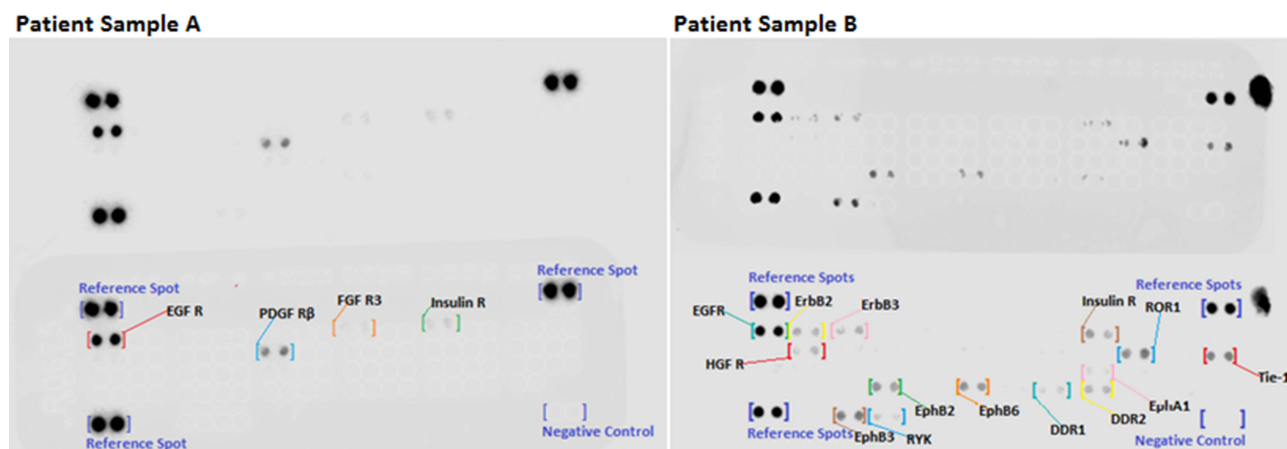 Patient Sample A
Patient Sample B
Reference Spot
EGF R
PDGF Rβ
FGF R3
Insulin R
Reference Spot
Reference Spot
Negative Control
Reference Spots
EGFR
ErbB2
ErbB3
Insulin R
ROR1
Reference Spots
HGF R
Tie-1
EphB2
EphB6
DDR1
DDR2
EphA1
Reference Spots
EphB3
RYK
Negative Control